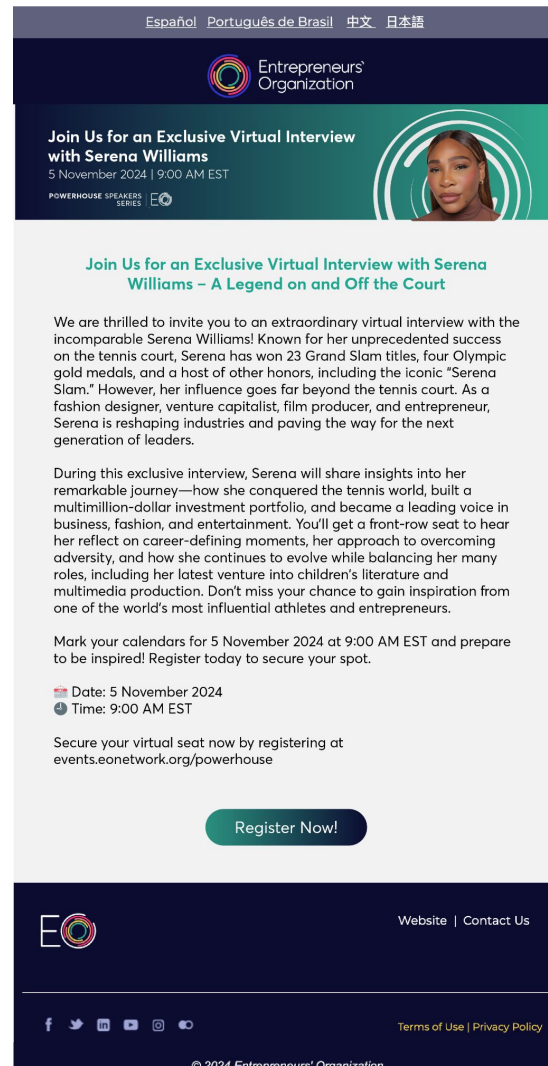 Español Português de Brasil 中文 日本語
Entrepreneurs'
Organization
Join Us for an Exclusive Virtual Interview
with Serena Williams
5 November 2024 | 9:00 AM EST
POWERHOUSE SPEAKERS
SERIES | EO
Join Us for an Exclusive Virtual Interview with Serena
Williams – A Legend on and Off the Court
We are thrilled to invite you to an extraordinary virtual interview with the
incomparable Serena Williams! Known for her unprecedented success
on the tennis court, Serena has won 23 Grand Slam titles, four Olympic
gold medals, and a host of other honors, including the iconic "Serena
Slam." However, her influence goes far beyond the tennis court. As a
fashion designer, venture capitalist, film producer, and entrepreneur,
Serena is reshaping industries and paving the way for the next
generation of leaders.
During this exclusive interview, Serena will share insights into her
remarkable journey—how she conquered the tennis world, built a
multimillion-dollar investment portfolio, and became a leading voice in
business, fashion, and entertainment. You'll get a front-row seat to hear
her reflect on career-defining moments, her approach to overcoming
adversity, and how she continues to evolve while balancing her many
roles, including her latest venture into children's literature and
multimedia production. Don't miss your chance to gain inspiration from
one of the world's most influential athletes and entrepreneurs.
Mark your calendars for 5 November 2024 at 9:00 AM EST and prepare
to be inspired! Register today to secure your spot.
Date: 5 November 2024
Time: 9:00 AM EST
Secure your virtual seat now by registering at
events.eonetwork.org/powerhouse
Register Now!
EO
Website | Contact Us
Terms of Use | Privacy Policy
© 2024 Entrepreneurs' Organization